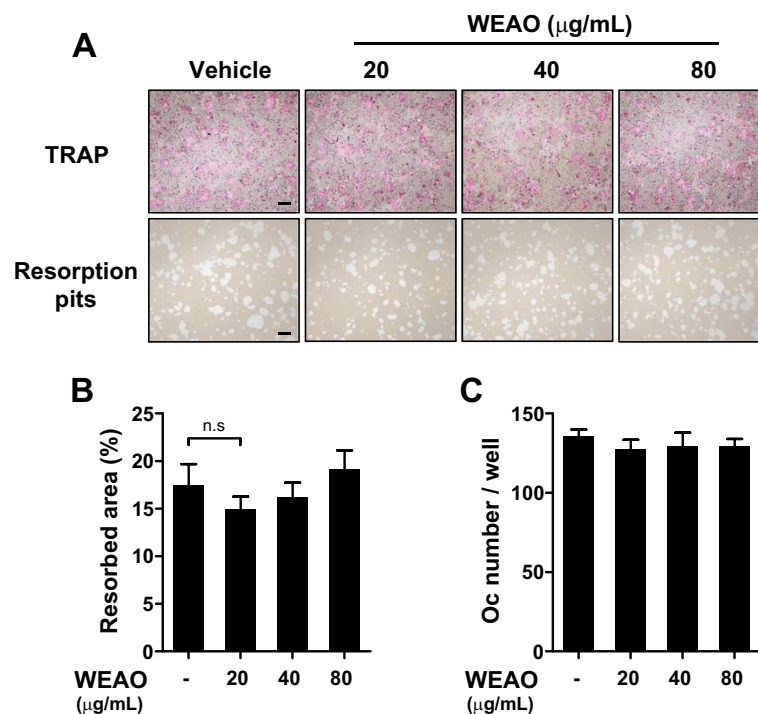 A
WEAO (μg/mL)
Vehicle 20 40 80
TRAP
Resorption
pits
B
Resorbed area (%)
25
20
15
10
5
0
n.s
WEAO - 20 40 80
(μg/mL)
C
Oc number / well
150
100
50
0
WEAO - 20 40 80
(μg/mL)